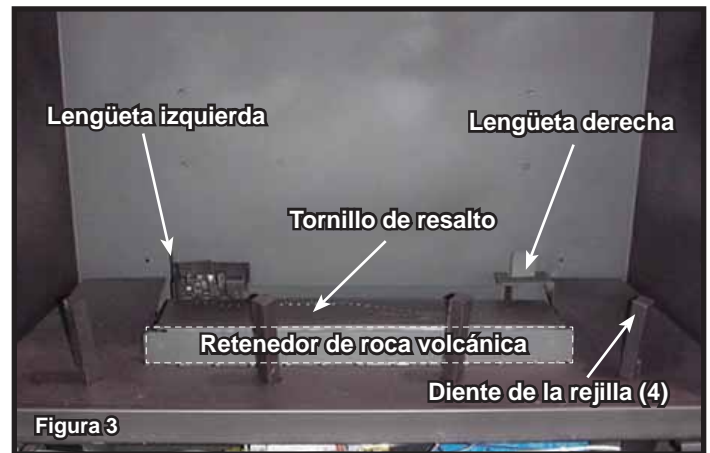 Lengüeta izquierda
Lengüeta derecha
Tornillo de resalto
Retenedor de roca volcánica
Diente de la rejilla (4)
Figura 3